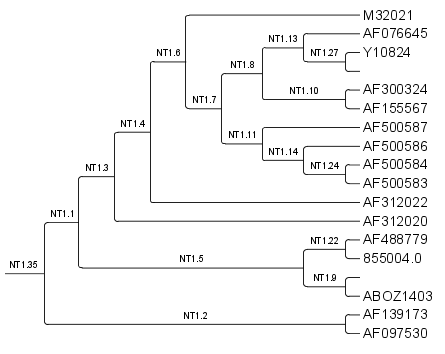 M32021
NT1.13
AF076645
NT1.6
NT1.27
Y10824
NT1.8
NT1.10
AF300324
NT1.7
AF155567
NT1.4
AF500587
NT1.11
AF500586
NT1.14
AF500584
NT1.24
NT1.3
AF500583
AF312022
NT1.1
AF312020
NT1.22
AF488779
NT1.5
855004.0
NT1.35
NT1.9
ABOZ1403
NT1.2
AF139173
AF097530